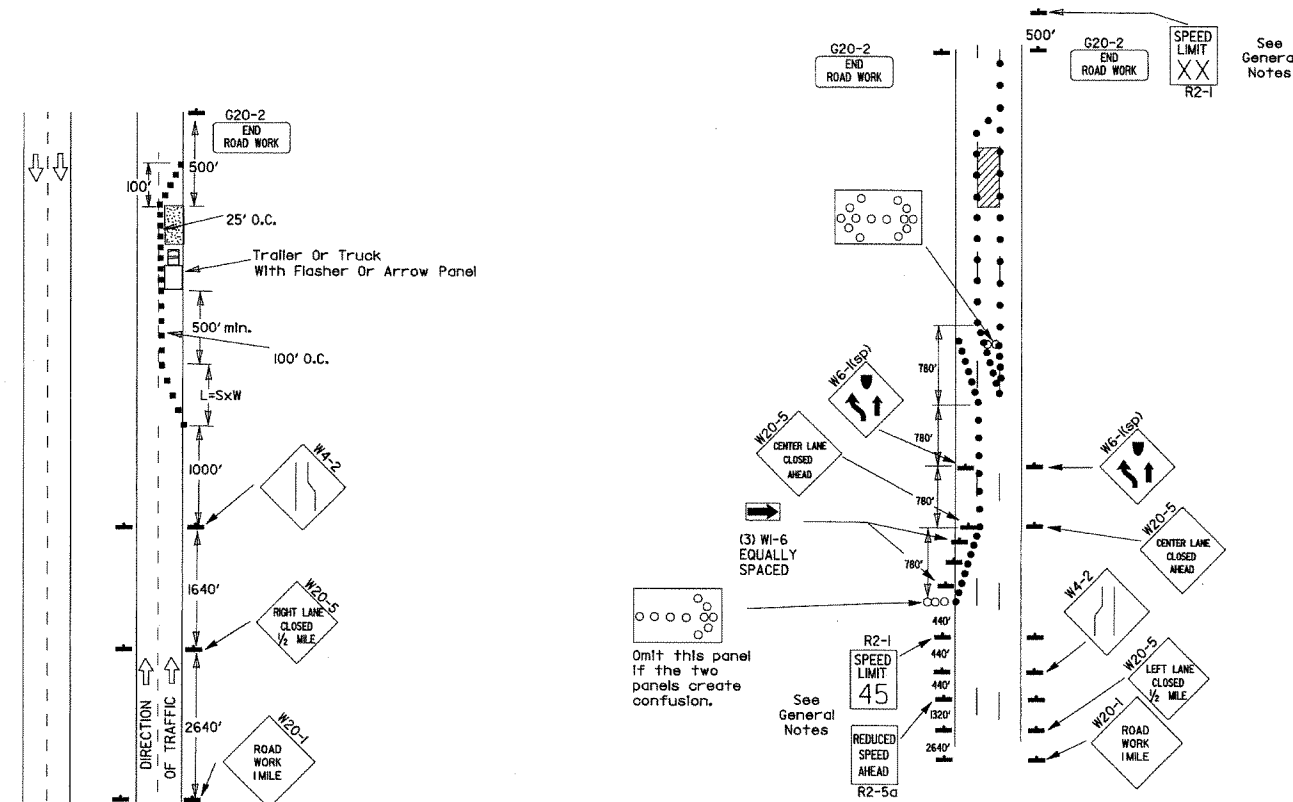 G20-2
END
ROAD WORK
500'
100'
25' O.C.
Trailer Or Truck
With Flasher Or Arrow Panel
500' min.
100' O.C.
L=SxW
1000'
W4-2
1640'
W20-5
RIGHT LANE
CLOSED
1/2 MILE
DIRECTION
OF TRAFFIC
2640'
W20-1
ROAD
WORK
1 MILE
500'
SPEED
LIMIT
XX
R2-1
See
General
Notes
G20-2
END
ROAD WORK
G20-2
END
ROAD WORK
780'
W6-1(sp)
W20-5
CENTER LANE
CLOSED
AHEAD
780'
W6-1(sp)
780'
(3) W1-6
EQUALLY
SPACED
W20-5
CENTER LANE
CLOSED
AHEAD
780'
W4-2
Omit this panel
if the two
panels create
confusion.
440'
R2-1
SPEED
LIMIT
45
440'
440'
W20-5
LEFT LANE
CLOSED
1/2 MILE
See
General
Notes
1320'
REDUCED
SPEED
AHEAD
R2-5a
2640'
W20-1
ROAD
WORK
1 MILE